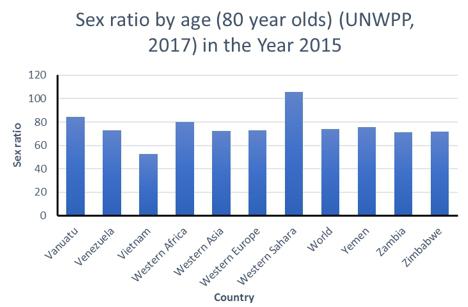 Sex ratio by age (80 year olds) (UNWPP,
2017) in the Year 2015
120
100
80
60
40
20
0
Sex ratio
Vanuatu
Venezuela
Vietnam
Western Africa
Western Asia
Western Europe
Western Sahara
World
Yemen
Zambia
Zimbabwe
Country